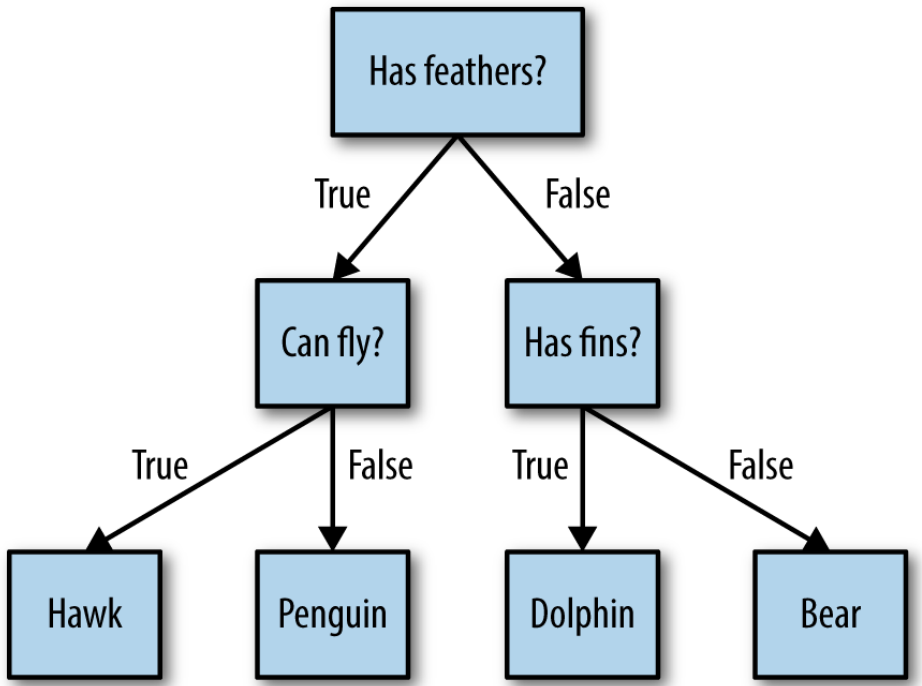 Has feathers?
True
False
Can fly?
Has fins?
True
False
True
False
Hawk
Penguin
Dolphin
Bear